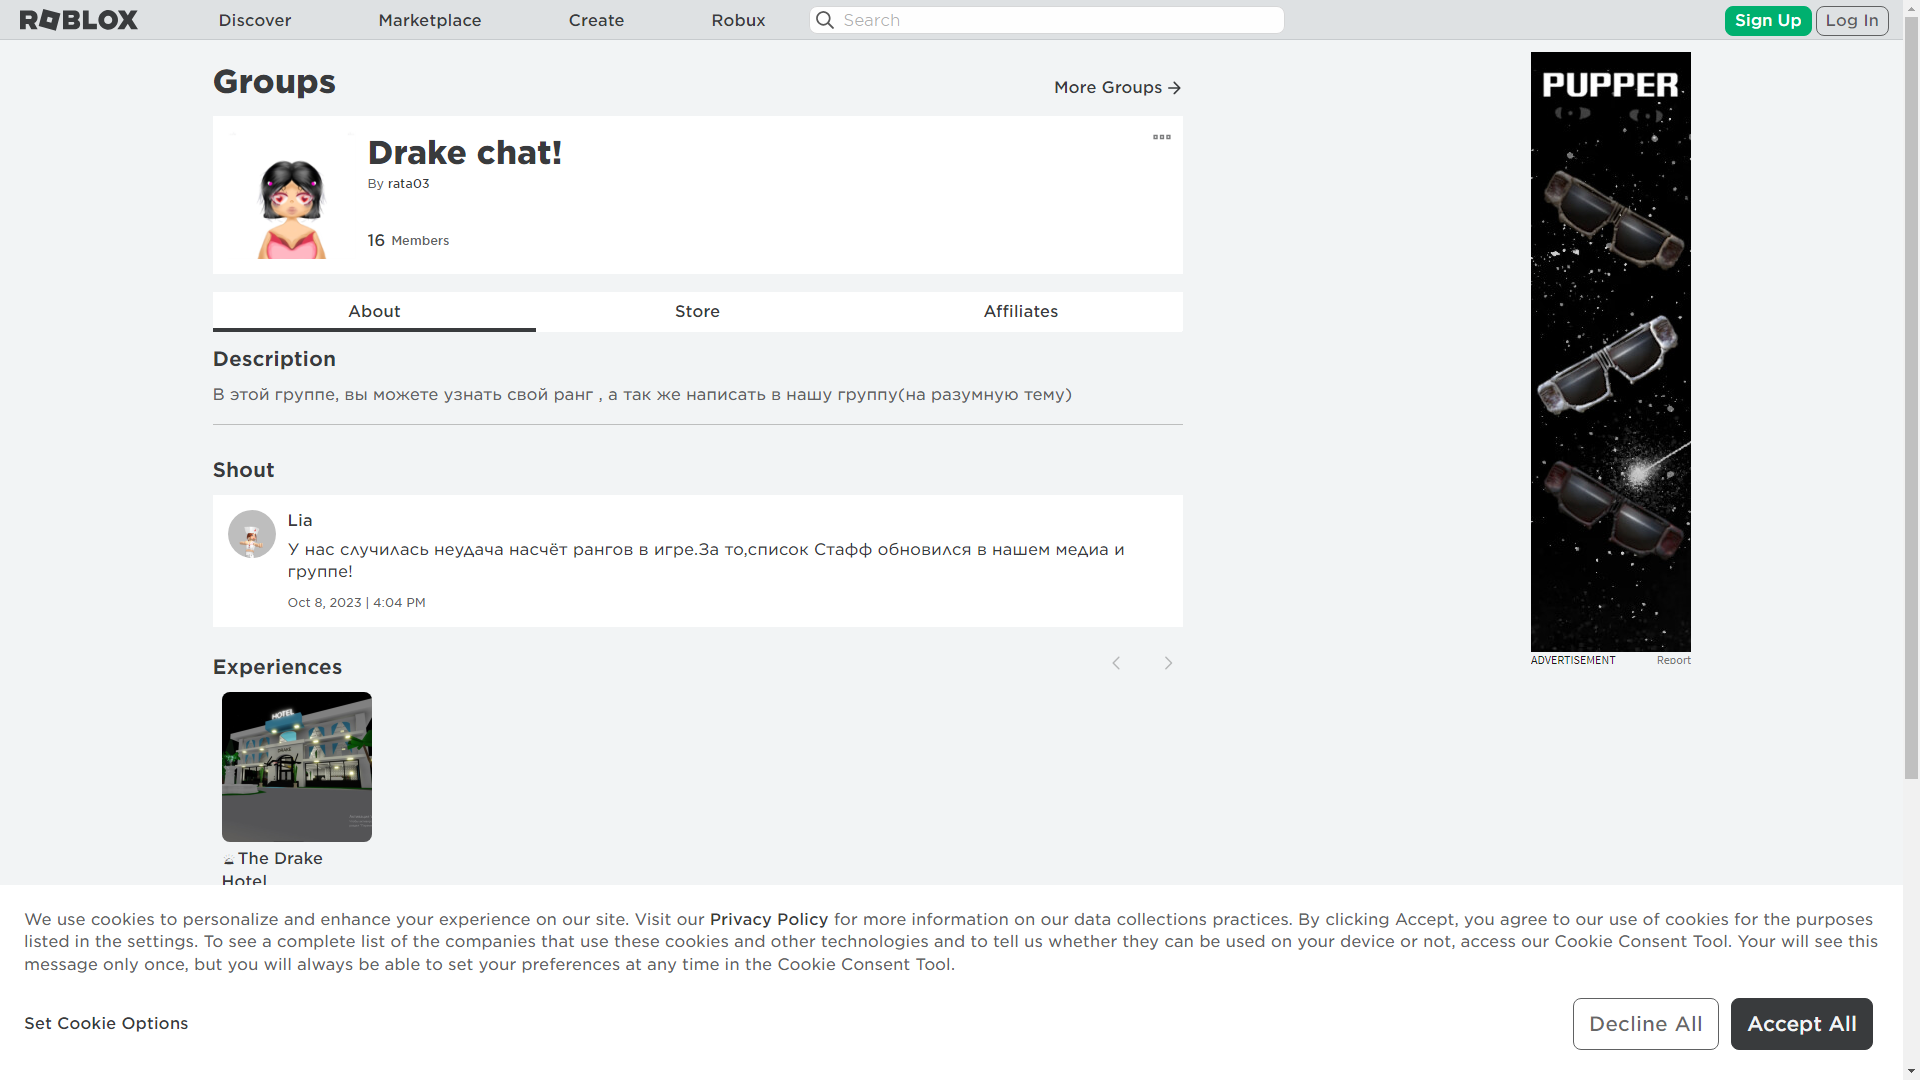 ROBLOX
Discover
Marketplace
Create
Robux
Search
Sign Up
Log In
Groups
More Groups
Drake chat!
By rata03
16 Members
About
Store
Affiliates
Description
В этой группе, вы можете узнать свой ранг , а так же написать в нашу группу(на разумную тему)
Shout
Lia
У нас случилась неудача насчёт рангов в игре.За то,список Стафф обновился в нашем медиа и
группе!
Oct 8, 2023 | 4:04 PM
Experiences
HOTEL
DRAKE
The Drake
Hotel
PUPPER
ADVERTISEMENT
Report
We use cookies to personalize and enhance your experience on our site. Visit our Privacy Policy for more information on our data collections practices. By clicking Accept, you agree to our use of cookies for the purposes
listed in the settings. To see a complete list of the companies that use these cookies and other technologies and to tell us whether they can be used on your device or not, access our Cookie Consent Tool. Your will see this
message only once, but you will always be able to set your preferences at any time in the Cookie Consent Tool.
Set Cookie Options
Decline All
Accept All